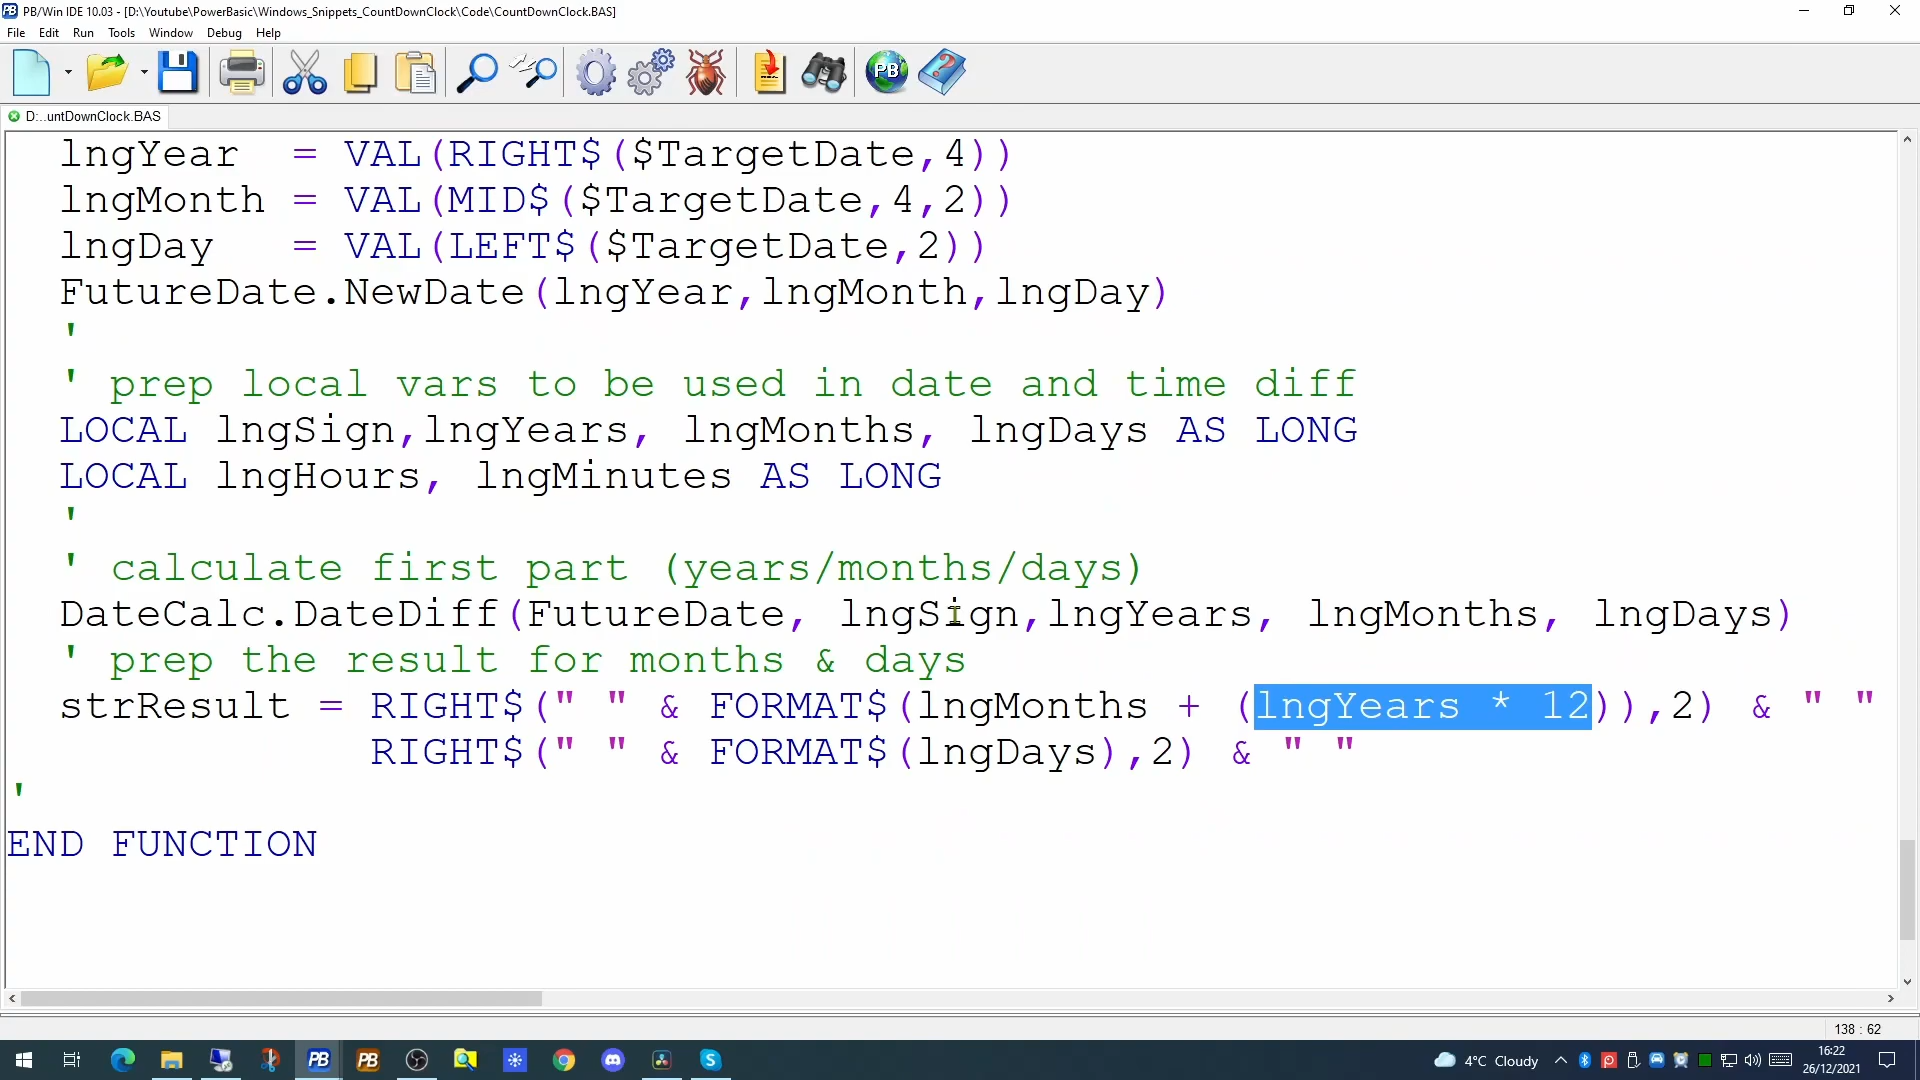 PB/Win IDE 10.03 - [D:\Youtube\PowerBasic\Windows_Snippets_CountDownClock\Code\CountDownClock.BAS]
File Edit Run Tools Window Debug Help
PB
D:..untDownClock.BAS
lngYear = VAL(RIGHT$($TargetDate,4))
lngMonth = VAL(MID$($TargetDate,4,2))
lngDay = VAL(LEFT$($TargetDate,2))
FutureDate.NewDate(lngYear,lngMonth,lngDay)
'
' prep local vars to be used in date and time diff
LOCAL lngSign,lngYears, lngMonths, lngDays AS LONG
LOCAL lngHours, lngMinutes AS LONG
'
' calculate first part (years/months/days)
DateCalc.DateDiff(FutureDate, lngSign,lngYears, lngMonths, lngDays)
' prep the result for months & days
strResult = RIGHT$(" " & FORMAT$(lngMonths + (lngYears * 12)),2) & " "
RIGHT$(" " & FORMAT$(lngDays),2) & " "
'
END FUNCTION
138 : 62
PB PB 4°C Cloudy 16:22
26/12/2021